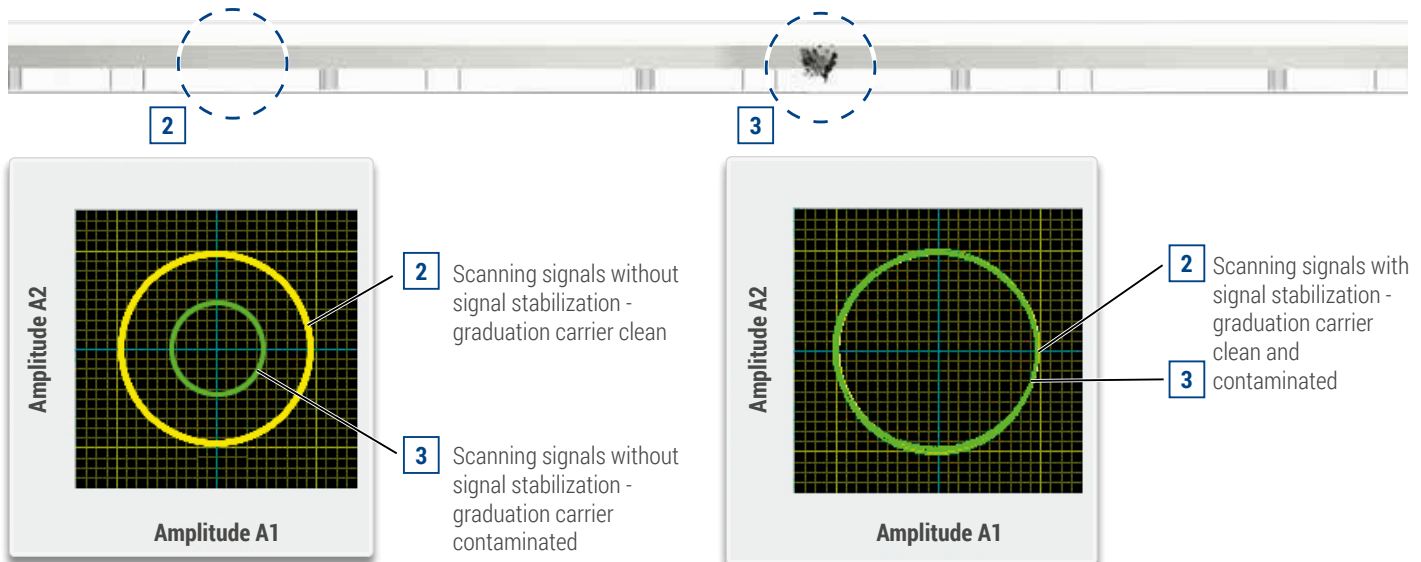 2
3
Amplitude A2
Amplitude A1
2
Scanning signals without
signal stabilization -
graduation carrier clean
3
Scanning signals without
signal stabilization -
graduation carrier
contaminated
Amplitude A2
Amplitude A1
2
Scanning signals with
signal stabilization -
graduation carrier
clean and
3
contaminated